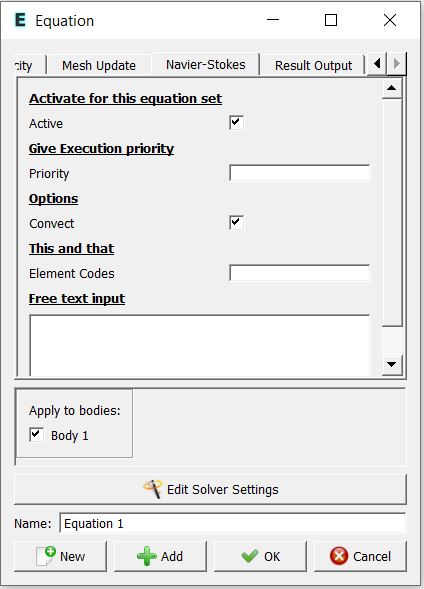 E Equation
city Mesh Update Navier-Stokes Result Output
Activate for this equation set
Active
Give Execution priority
Priority
Options
Convect
This and that
Element Codes
Free text input
Apply to bodies:
Body 1
Edit Solver Settings
Name: Equation 1
New Add OK Cancel